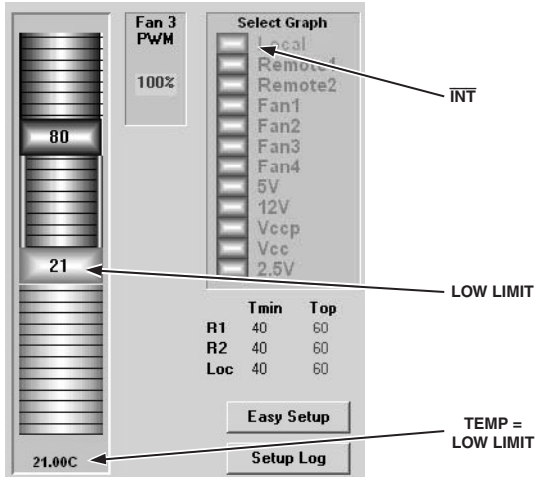 Fan 3
PWM
100%
80
21
21.00C
Select Graph
Local
Remote1
Remote2
Fan1
Fan2
Fan3
Fan4
5V
12V
Vccp
Vcc
2.5V
Tmin Top
R1 40 60
R2 40 60
Loc 40 60
Easy Setup
Setup Log
INT
LOW LIMIT
TEMP =
LOW LIMIT